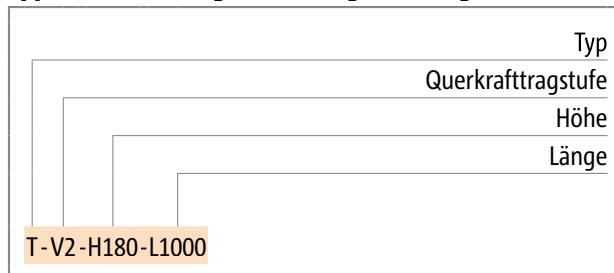 Typ
Querkrafttragstufe
Höhe
Länge
T-V2-H180-L1000